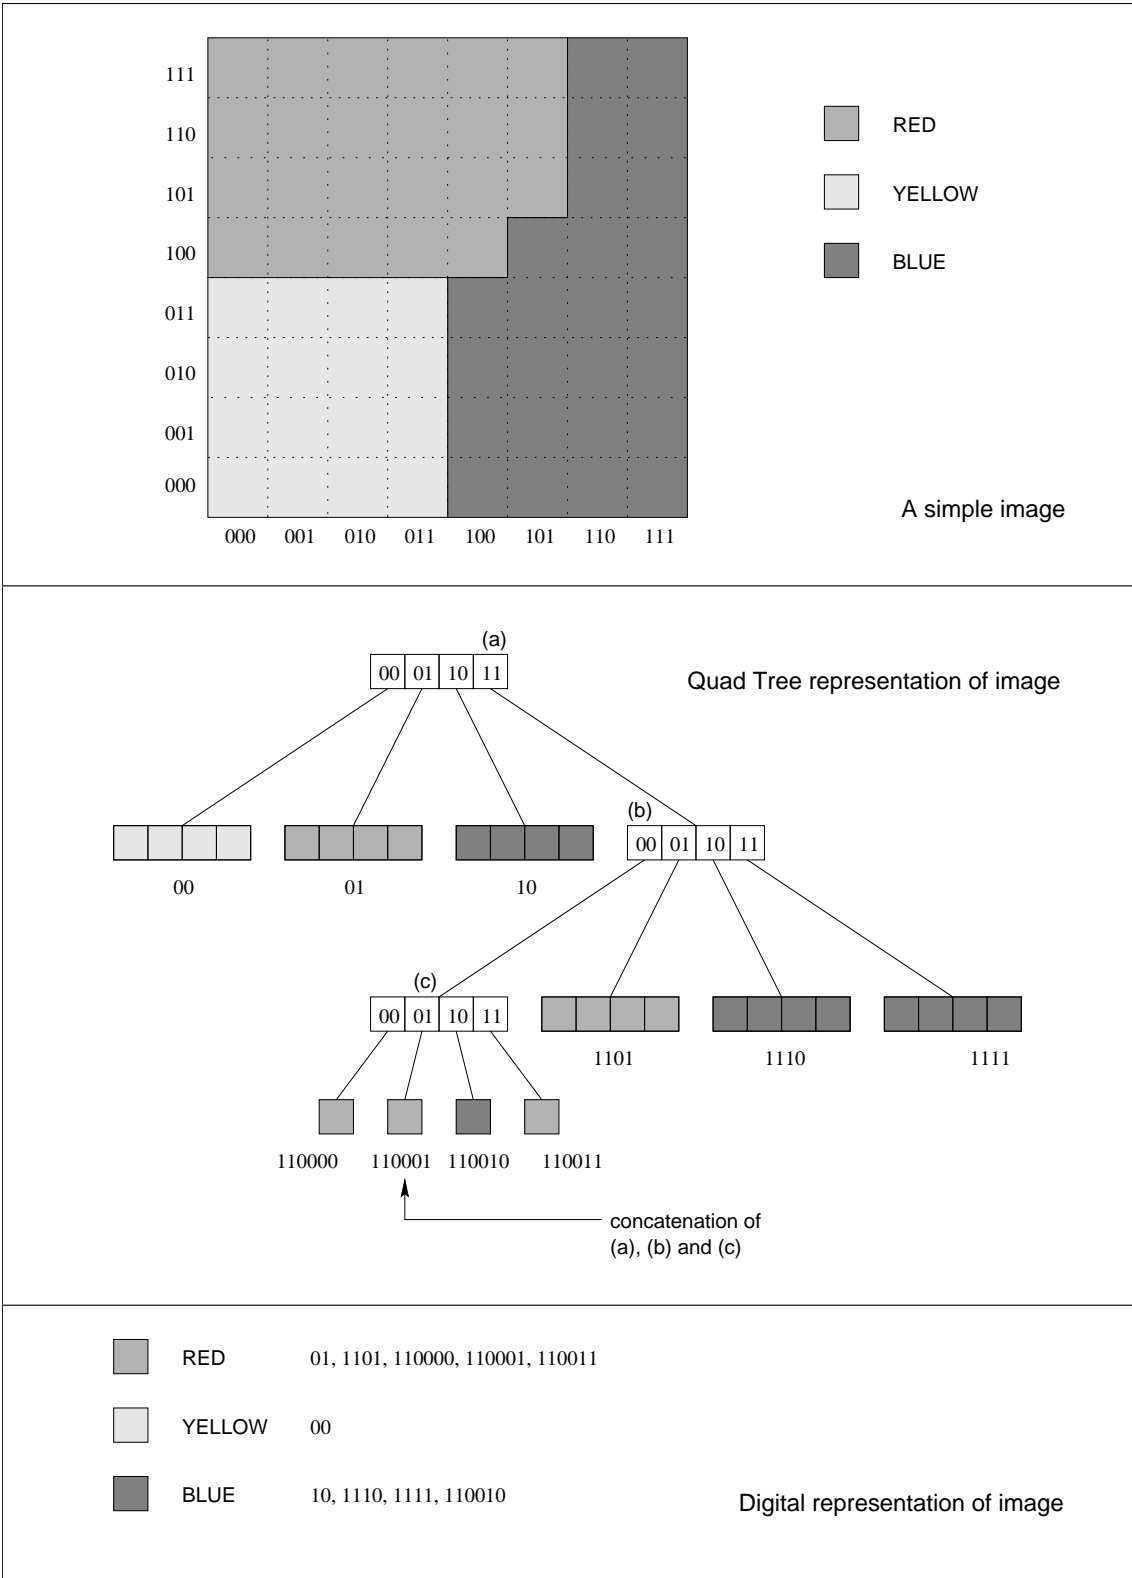 111
110
101
100
011
010
001
000
000 001 010 011 100 101 110 111
RED
YELLOW
BLUE
A simple image
(a)
00 01 10 11
Quad Tree representation of image
(b)
00 01 10 11
00 01 10
(c)
00 01 10 11
1101 1110 1111
110000 110001 110010 110011
concatenation of
(a), (b) and (c)
RED 01, 1101, 110000, 110001, 110011
YELLOW 00
BLUE 10, 1110, 1111, 110010
Digital representation of image